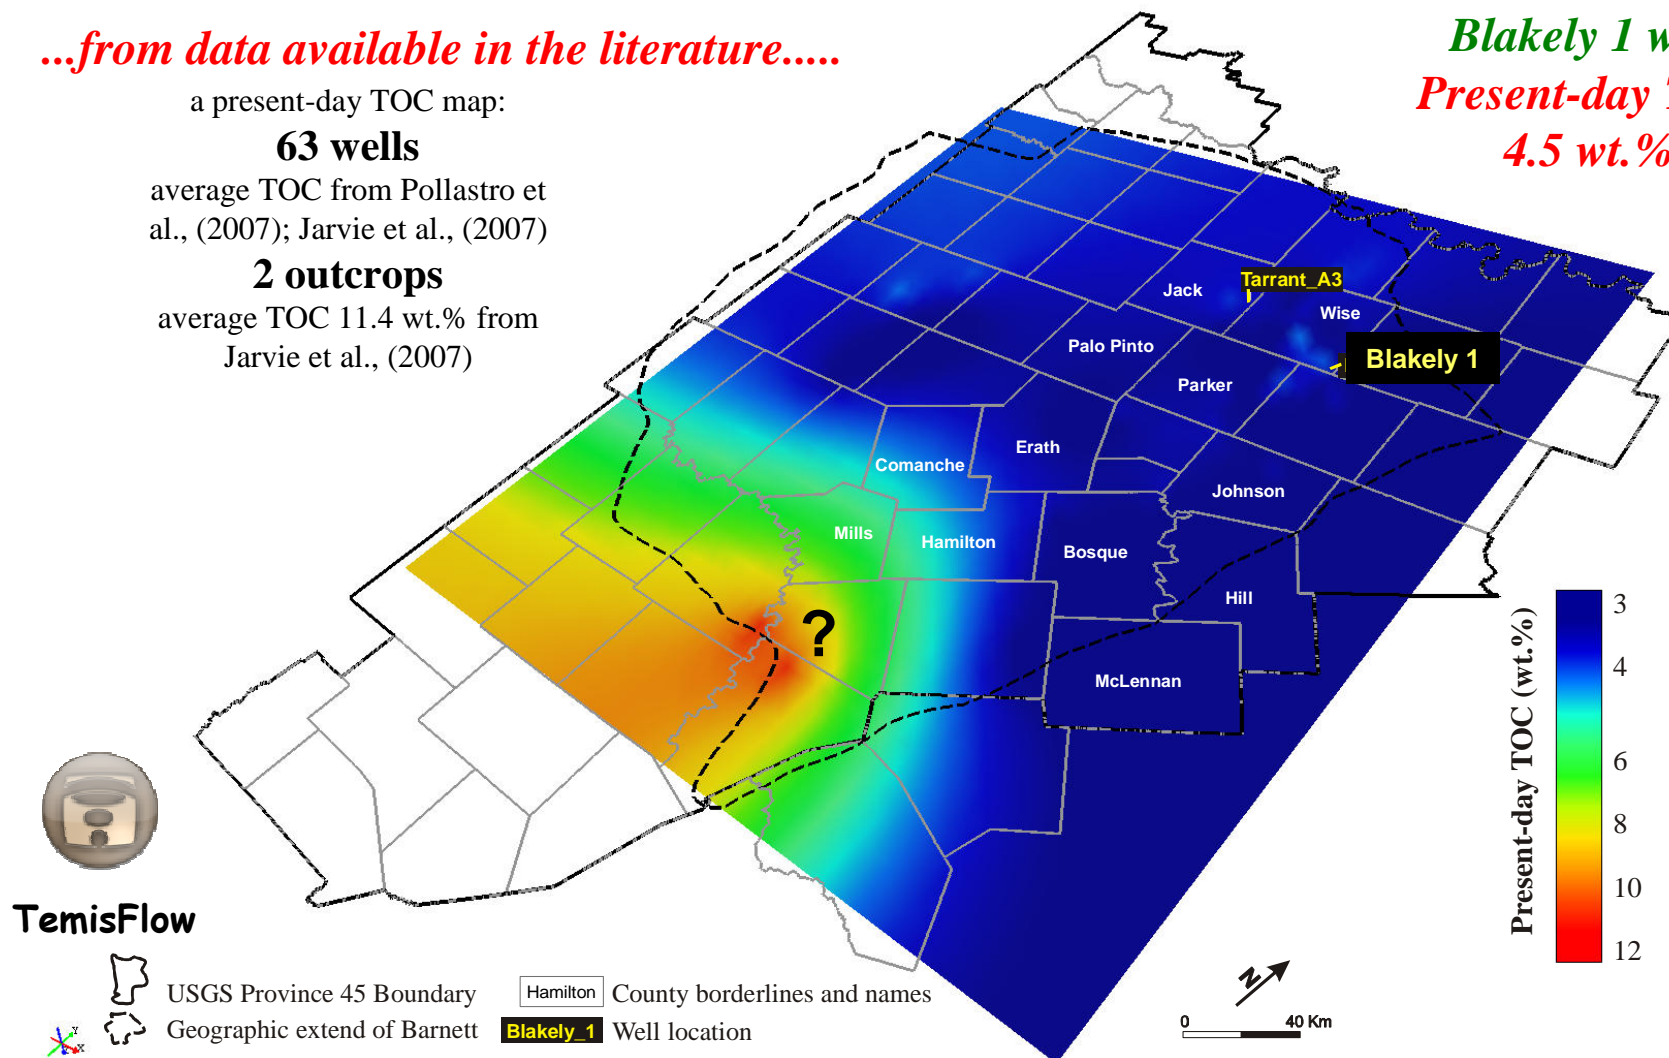 ...from data available in the literature.....
a present-day TOC map:
63 wells
average TOC from Pollastro et
al., (2007); Jarvie et al., (2007)
2 outcrops
average TOC 11.4 wt.% from
Jarvie et al., (2007)
Blakely 1 w
Present-day
4.5 wt.%
Tarrant_A3
Jack
Wise
Palo Pinto
Blakely 1
Parker
Erath
Comanche
Johnson
Mills
Hamilton
Bosque
Hill
?
McLennan
Present-day TOC (wt.%)
3
4
6
8
10
12
TemisFlow
USGS Province 45 Boundary
Hamilton County borderlines and names
Geographic extend of Barnett
Blakely_1 Well location
N
0 40 Km
Y
X